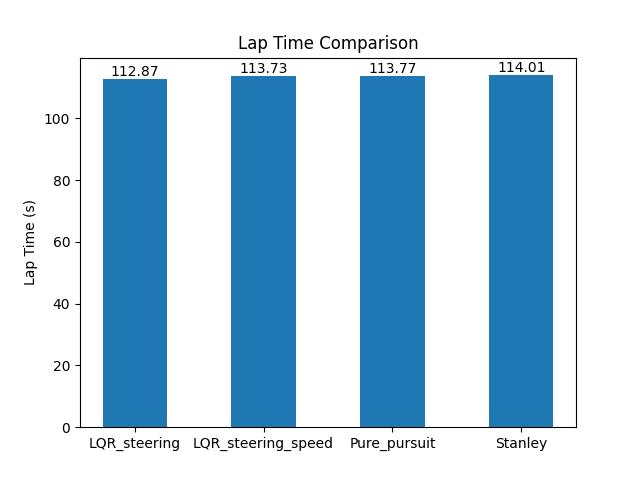 Lap Time Comparison
112.87 113.73 113.77 114.01
Lap Time (s)
100
80
60
40
20
0
LQR_steering LQR_steering_speed Pure_pursuit Stanley